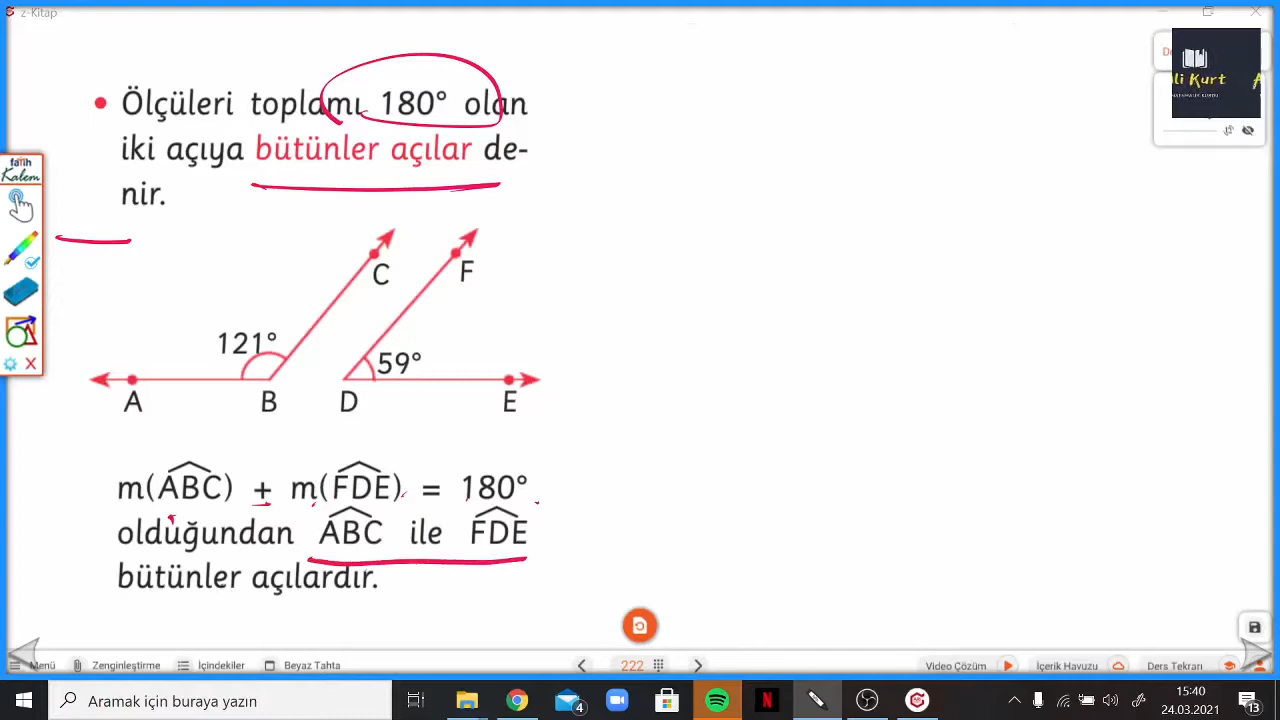 z-Kitap
• Ölçüleri toplamı 180° olan
iki açıya bütünler açılar de-
nir.
fatih
Kalem
C
F
121°
59°
A
B
D
E
m(ABC) + m(FDE) = 180°
olduğundan ABC ile FDE
bütünler açılardır.
li Kurt
Menü
Zenginleştirme
İçindekiler
Beyaz Tahta
222
Video Çözüm
İçerik Havuzu
Ders Tekrarı
Aramak için buraya yazın
4
N
15:40
24.03.2021
13